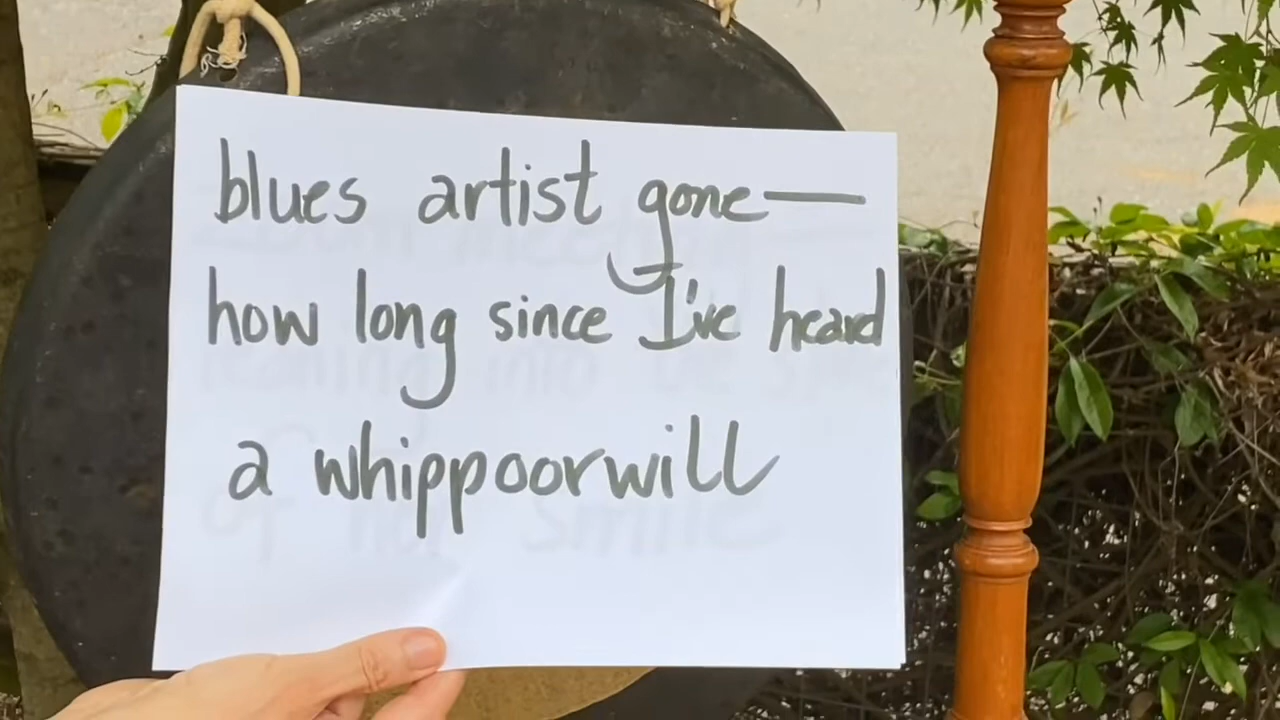 blues artist gone—
how long since I've heard
a whippoorwill